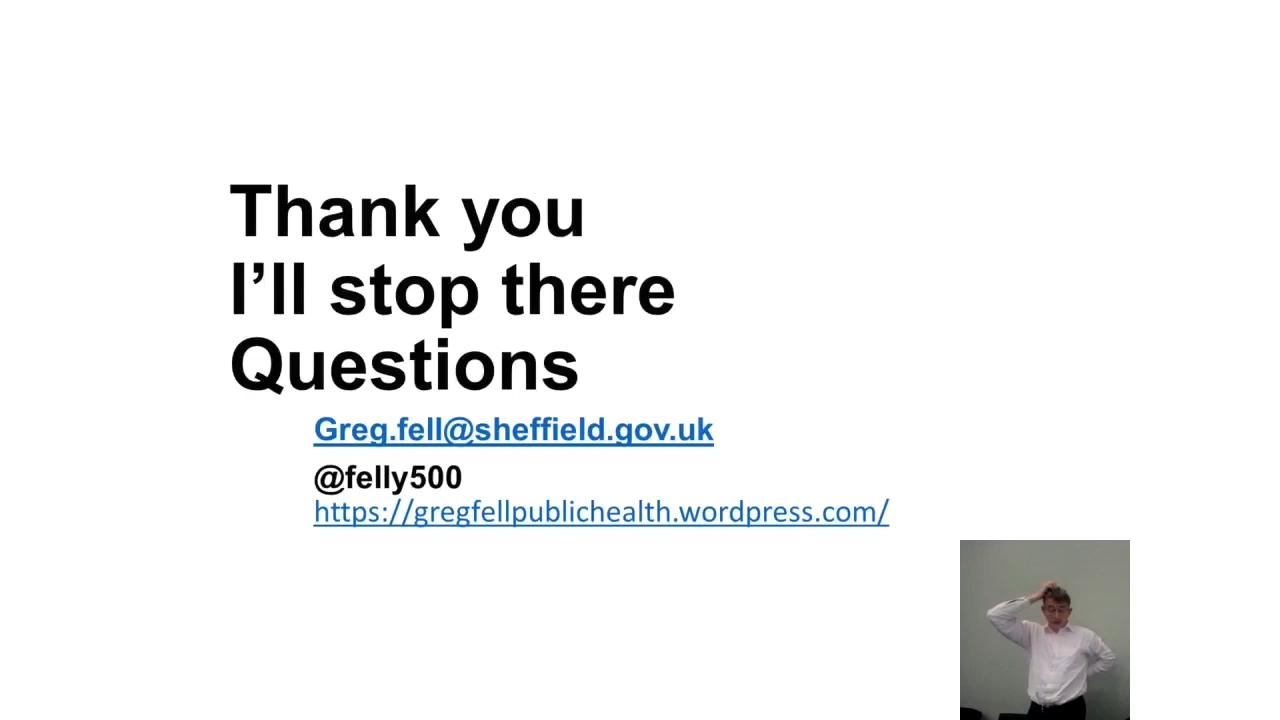 Thank you
I’ll stop there
Questions
Greg.fell@sheffield.gov.uk
@felly500
https://gregfellpublichealth.wordpress.com/